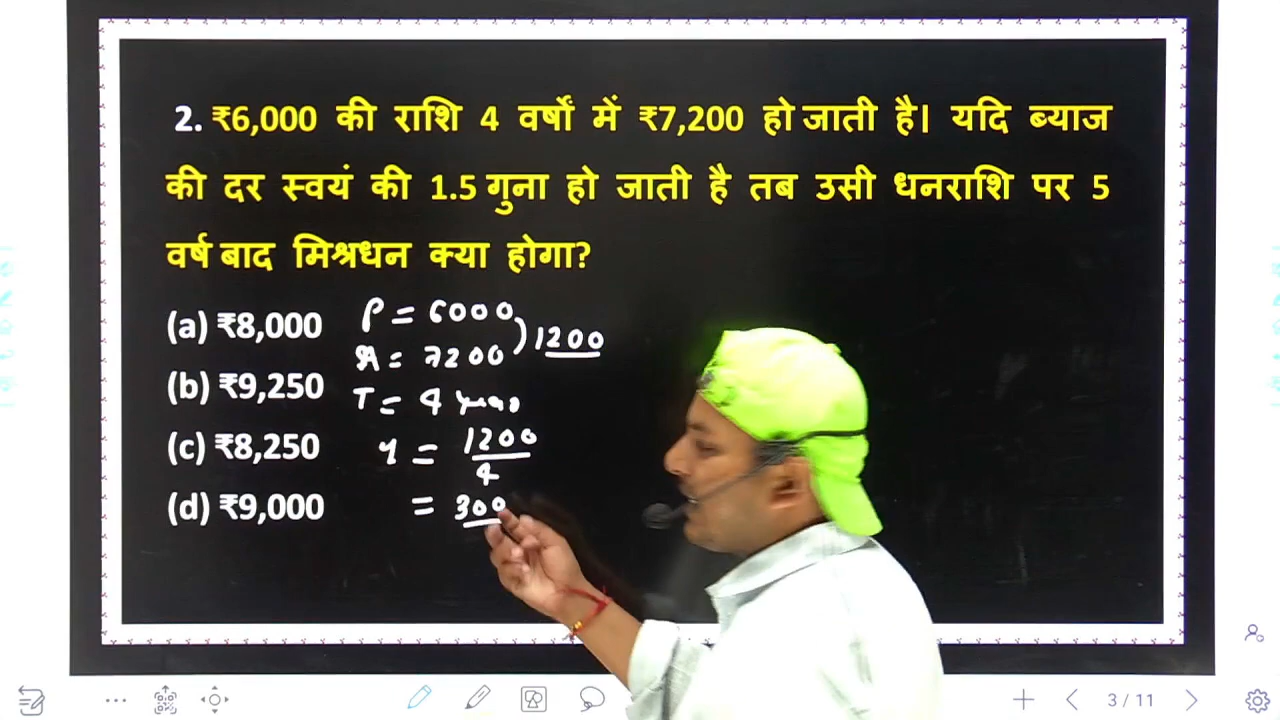 2. ₹6,000 की राशि 4 वर्षों में ₹7,200 हो जाती है। यदि ब्याज
की दर स्वयं की 1.5 गुना हो जाती है तब उसी धनराशि पर 5
वर्ष बाद मिश्रधन क्या होगा?
(a) ₹8,000
(b) ₹9,250
(c) ₹8,250
(d) ₹9,000
P = 6000
A = 7200
) 1200
T = 4 years
1200
4
= 300
3 / 11